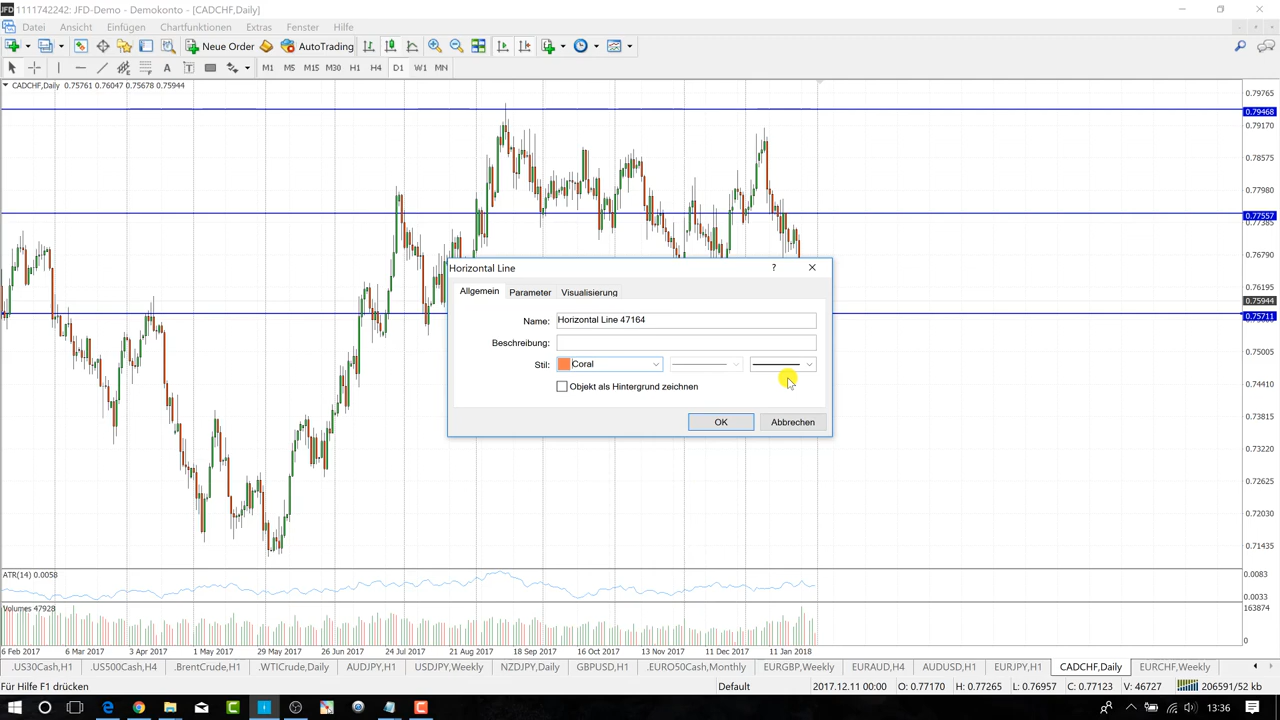 1111742242: JFD-Demo - Demokonto - [CADCHF,Daily]
Datei Ansicht Einfügen Chartfunktionen Extras Fenster Hilfe
New Order AutoTrading
M1 M5 M15 M30 H1 H4 D1 W1 MN
CADCHF,Daily 0.75761 0.76047 0.75678 0.75944
0.79765
0.79468
0.79170
0.78575
0.77980
0.77557
0.77385
0.76790
0.76195
0.75944
0.75711
0.75005
0.74410
0.73815
0.73220
0.72625
0.72030
0.71435
Horizontal Line
?
Allgemein Parameter Visualisierung
Name: Horizontal Line 47164
Beschreibung:
Stil: Coral
Objekt als Hintergrund zeichnen
OK Abbrechen
ATR(14) 0.0058
0.0083
0.0033
Volumes 47928
163874
0
6 Feb 2017 6 Mar 2017 3 Apr 2017 1 May 2017 29 May 2017 26 Jun 2017 24 Jul 2017 21 Aug 2017 18 Sep 2017 16 Oct 2017 13 Nov 2017 11 Dec 2017 11 Jan 2018
.US30Cash,H1 .US500Cash,H4 .BrentCrude,H1 .WTICrude,Daily AUDJPY,H1 USDJPY,Weekly NZDJPY,Daily GBPUSD,H1 .EURO50Cash,Monthly EURGBP,Weekly EURAUD,H4 AUDUSD,H1 EURJPY,H1 CADCHF,Daily EURCHF,Weekly
Für Hilfe F1 drücken Default 2017.12.11 00:00 O: 0.77170 H: 0.77265 L: 0.76957 C: 0.77123 V: 46727 206591/52 kb
13:36